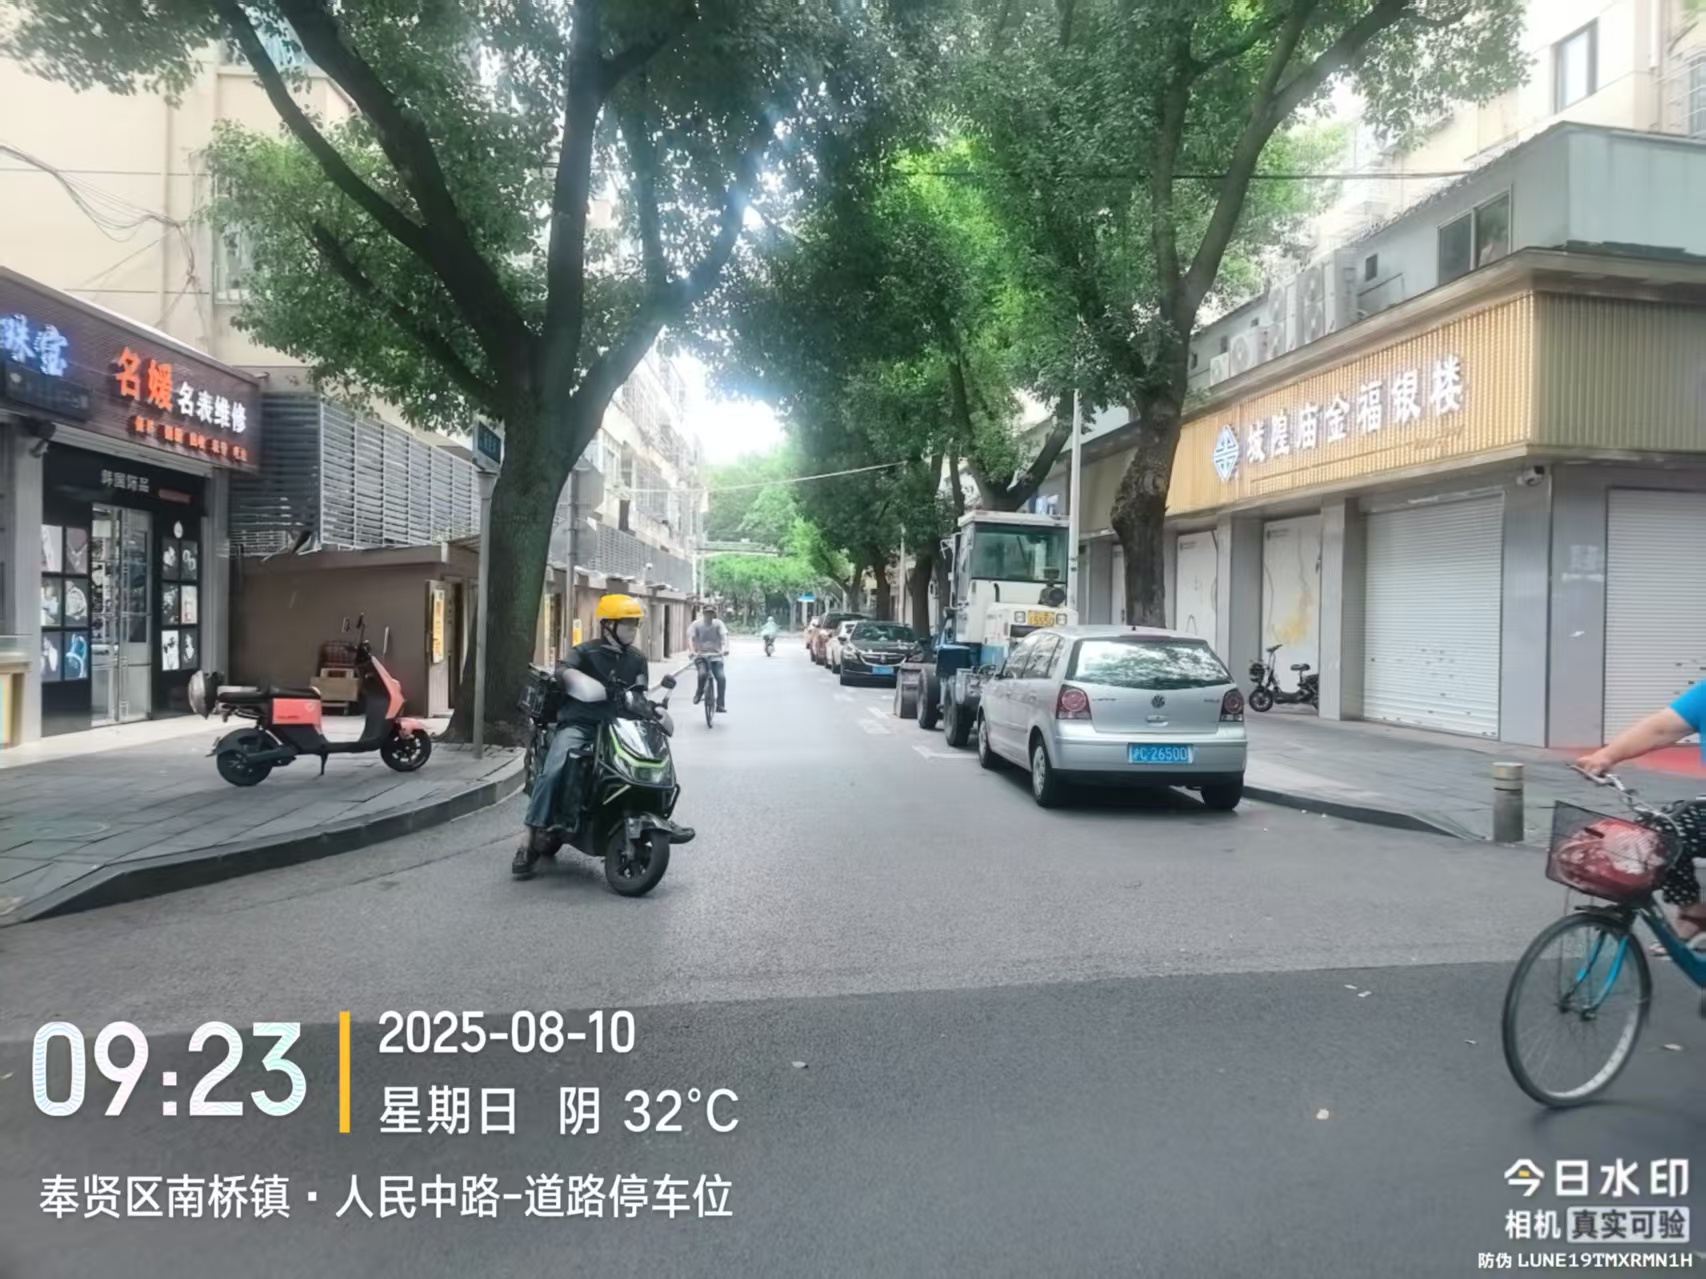 珠宝
名媛 名表维修
韩国饰品
城隍庙金福银楼
沪C·26500
09:23
2025-08-10
星期日 阴 32°C
奉贤区南桥镇·人民中路-道路停车位
今日水印
相机 真实可验
防伪 LUNE19TMXRMN1H